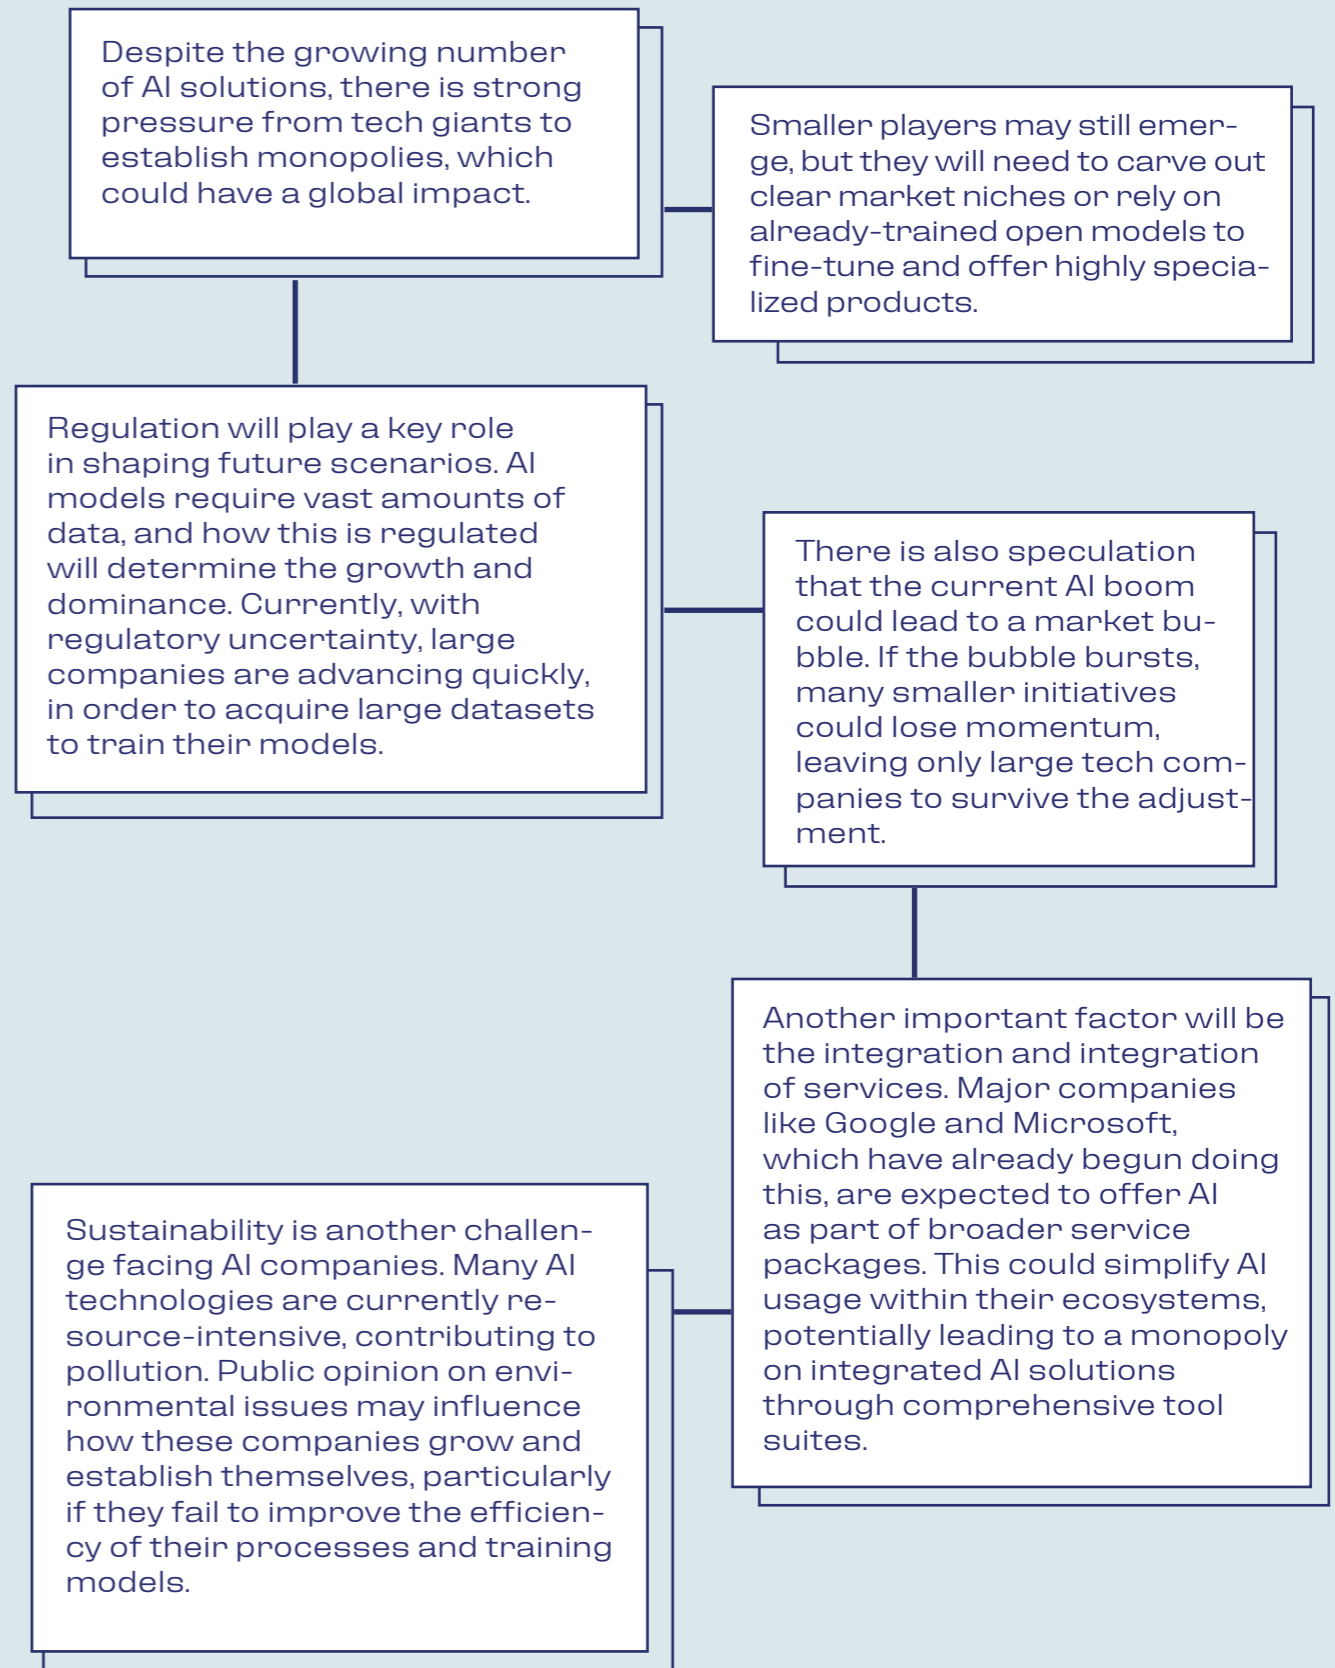 Despite the growing number
of AI solutions, there is strong
pressure from tech giants to
establish monopolies, which
could have a global impact.
Smaller players may still emer-
ge, but they will need to carve out
clear market niches or rely on
already-trained open models to
fine-tune and offer highly specia-
lized products.
Regulation will play a key role
in shaping future scenarios. AI
models require vast amounts of
data, and how this is regulated
will determine the growth and
dominance. Currently, with
regulatory uncertainty, large
companies are advancing quickly,
in order to acquire large datasets
to train their models.
There is also speculation
that the current AI boom
could lead to a market bu-
bble. If the bubble bursts,
many smaller initiatives
could lose momentum,
leaving only large tech com-
panies to survive the adjust-
ment.
Another important factor will be
the integration and integration
of services. Major companies
like Google and Microsoft,
which have already begun doing
this, are expected to offer AI
as part of broader service
packages. This could simplify AI
usage within their ecosystems,
potentially leading to a monopoly
on integrated AI solutions
through comprehensive tool
suites.
Sustainability is another challen-
ge facing AI companies. Many AI
technologies are currently re-
source-intensive, contributing to
pollution. Public opinion on envi-
ronmental issues may influence
how these companies grow and
establish themselves, particularly
if they fail to improve the efficien-
cy of their processes and training
models.